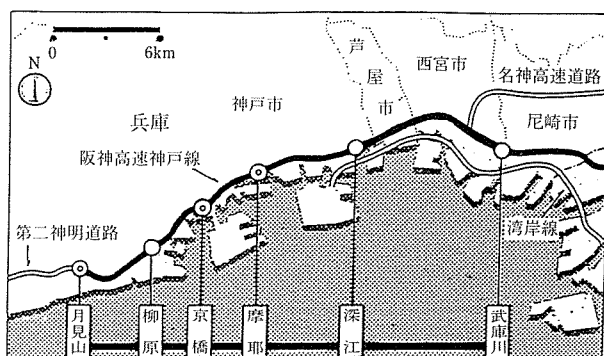 0 6km
N
芦屋市
西宮市
名神高速道路
神戸市
兵庫
尼崎市
阪神高速神戸線
第二神明道路
湾岸線
月見山
柳原
京橋
摩耶
深江
武庫川